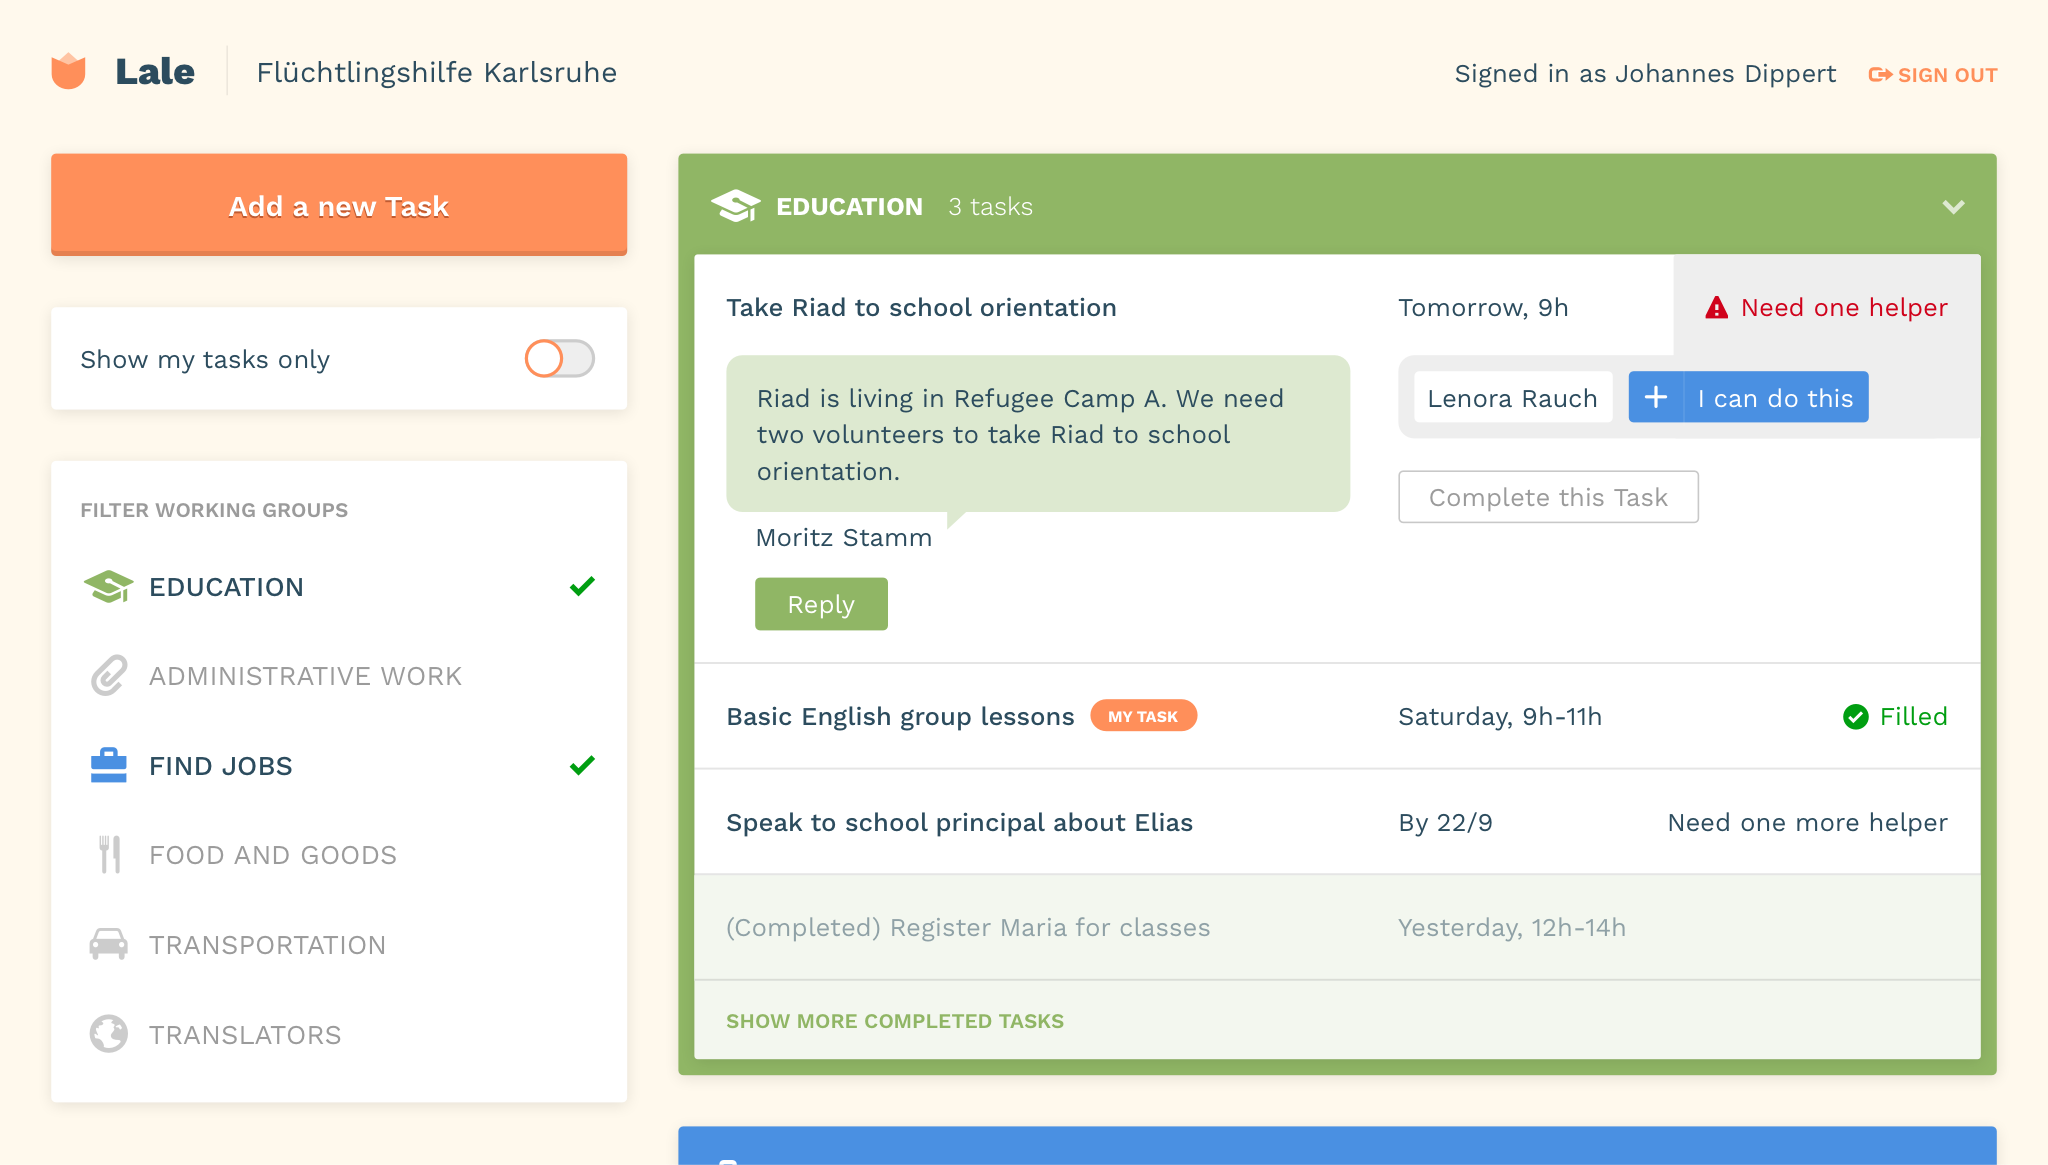 Lale
Flüchtlingshilfe Karlsruhe
Signed in as Johannes Dippert
SIGN OUT
Add a new Task
Show my tasks only
FILTER WORKING GROUPS
EDUCATION
ADMINISTRATIVE WORK
FIND JOBS
FOOD AND GOODS
TRANSPORTATION
TRANSLATORS
EDUCATION 3 tasks
Take Riad to school orientation
Tomorrow, 9h
Need one helper
Riad is living in Refugee Camp A. We need
two volunteers to take Riad to school
orientation.
Moritz Stamm
Reply
Lenora Rauch
I can do this
Complete this Task
Basic English group lessons
MY TASK
Saturday, 9h-11h
Filled
Speak to school principal about Elias
By 22/9
Need one more helper
(Completed) Register Maria for classes
Yesterday, 12h-14h
SHOW MORE COMPLETED TASKS